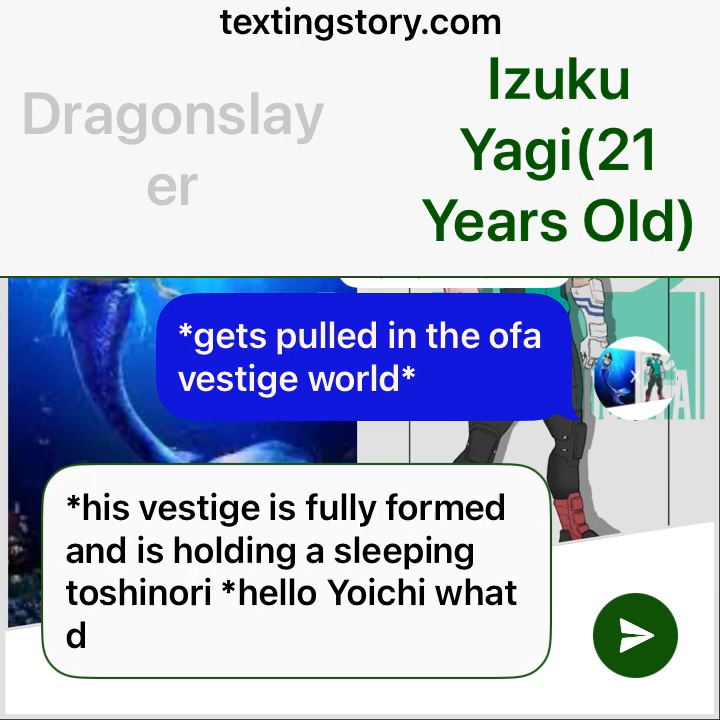 textingstory.com
Dragonslay
er
Izuku
Yagi(21
Years Old)
*gets pulled in the ofa
vestige world*
*his vestige is fully formed
and is holding a sleeping
toshinori *hello Yoichi what
d